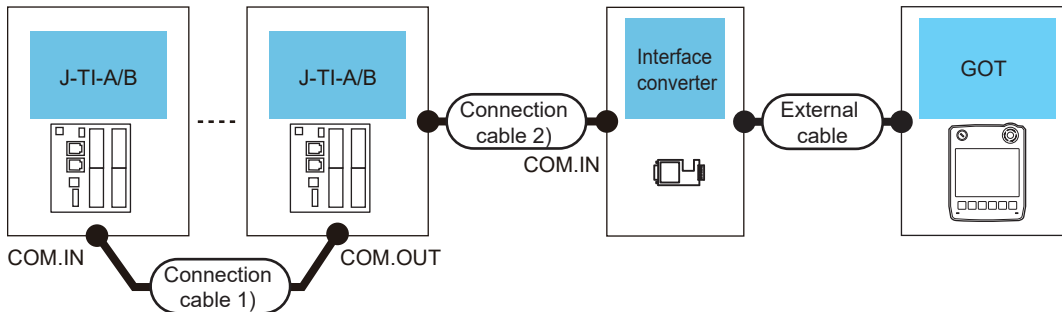 J-TI-A/B
J-TI-A/B
Interface
converter
GOT
Connection
cable 2)
External
cable
COM.IN
COM.IN
COM.OUT
Connection
cable 1)